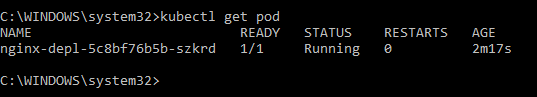 C:\WINDOWS\system32>kubectl get pod
NAME READY STATUS RESTARTS AGE
nginx-depl-5c8bf76b5b-szkrd 1/1 Running 0 2m17s
C:\WINDOWS\system32>